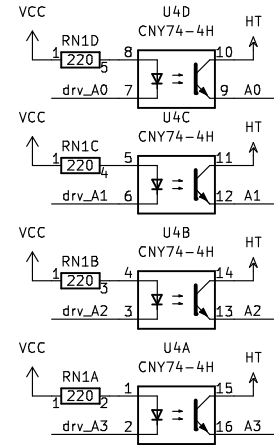 VCC U4D HT
RN1D CNY74-4H
1 220 5 8 10
drv_A0 7 9 A0
VCC U4C HT
RN1C CNY74-4H
1 220 4 5 11
drv_A1 6 12 A1
VCC U4B HT
RN1B CNY74-4H
1 220 3 4 14
drv_A2 3 13 A2
VCC U4A HT
RN1A CNY74-4H
1 220 2 1 15
drv_A3 2 16 A3